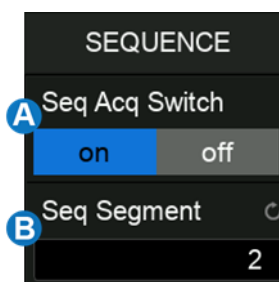 SEQUENCE
Seq Acq Switch
A
on off
Seq Segment
B
2